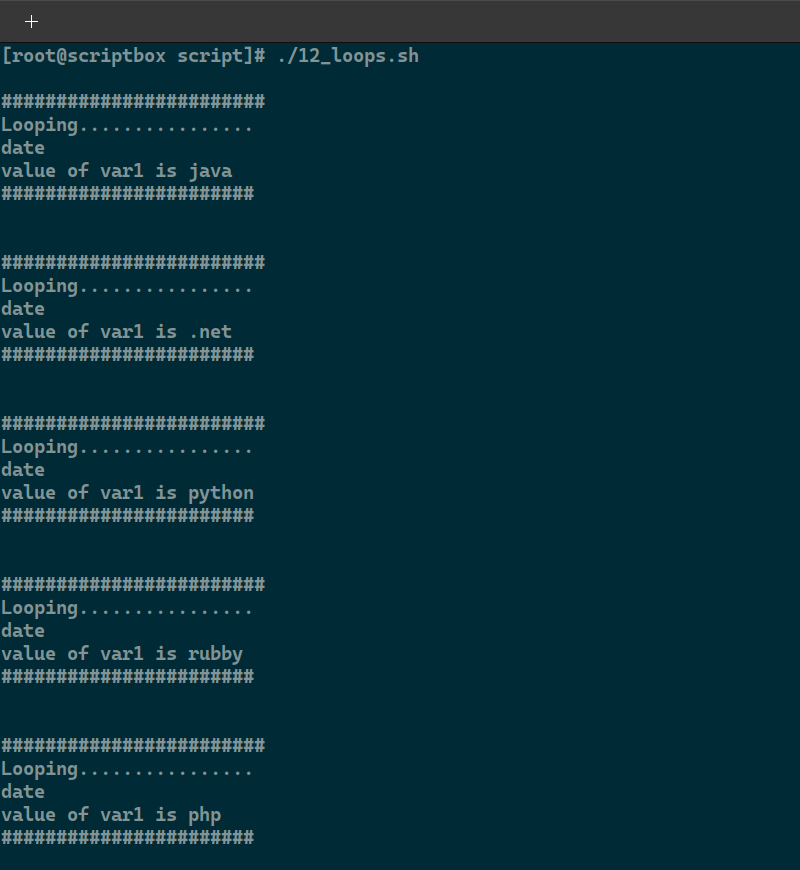 [root@scriptbox script]# ./12_loops.sh
########################
Looping................
date
value of var1 is java
#######################
########################
Looping................
date
value of var1 is .net
#######################
########################
Looping................
date
value of var1 is python
#######################
########################
Looping................
date
value of var1 is rubby
#######################
########################
Looping................
date
value of var1 is php
#######################